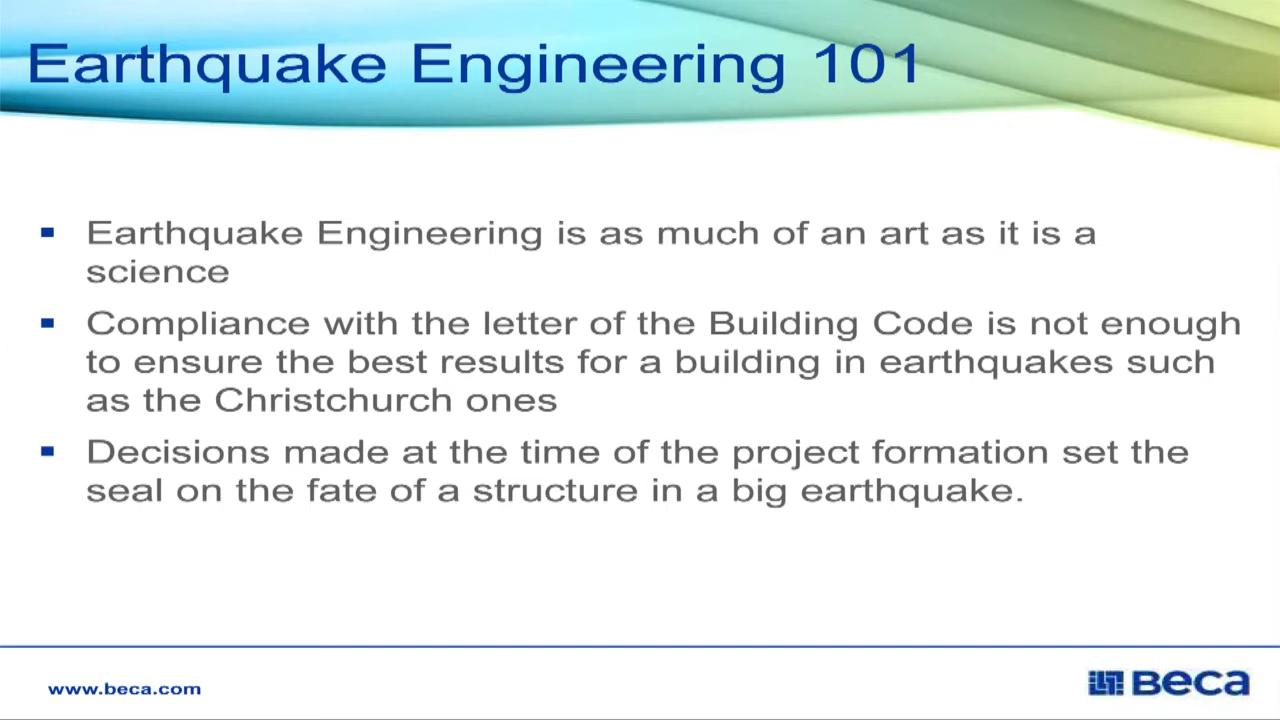 Earthquake Engineering 101
Earthquake Engineering is as much of an art as it is a
science
Compliance with the letter of the Building Code is not enough
to ensure the best results for a building in earthquakes such
as the Christchurch ones
Decisions made at the time of the project formation set the
seal on the fate of a structure in a big earthquake.
www.beca.com
Beca